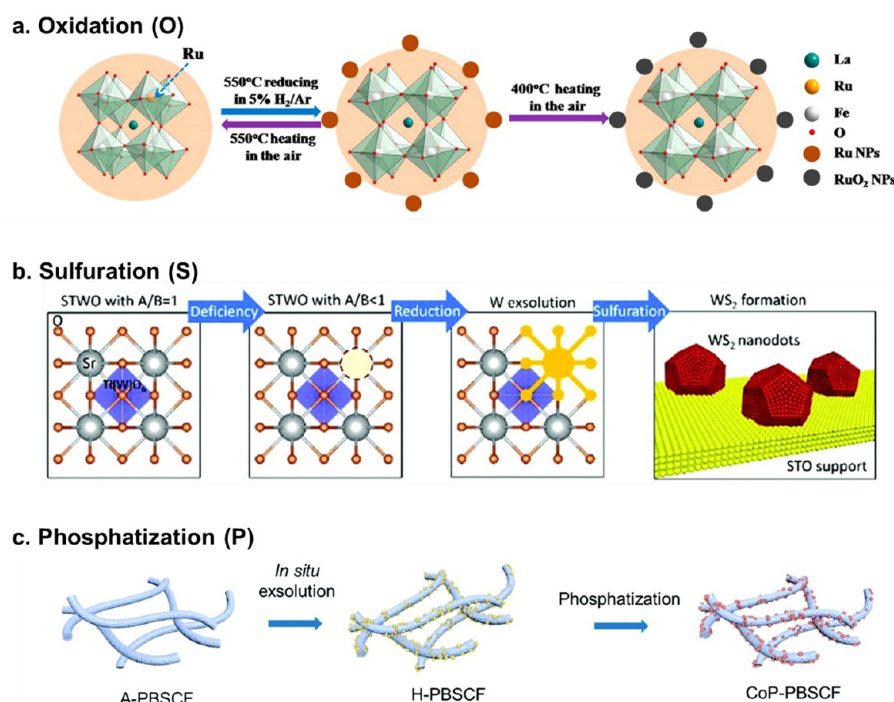 a. Oxidation (O)
Ru
550°C reducing
in 5% H₂/Ar
550°C heating
in the air
400°C heating
in the air
La
Ru
Fe
O
Ru NPs
RuO₂ NPs
b. Sulfuration (S)
STWO with A/B=1
Deficiency
STWO with A/B<1
Reduction
W exsolution
Sulfuration
WS₂ formation
O
Sr
Ti(W)O₆
WS₂ nanodots
STO support
c. Phosphatization (P)
In situ
exsolution
Phosphatization
A-PBSCF
H-PBSCF
CoP-PBSCF